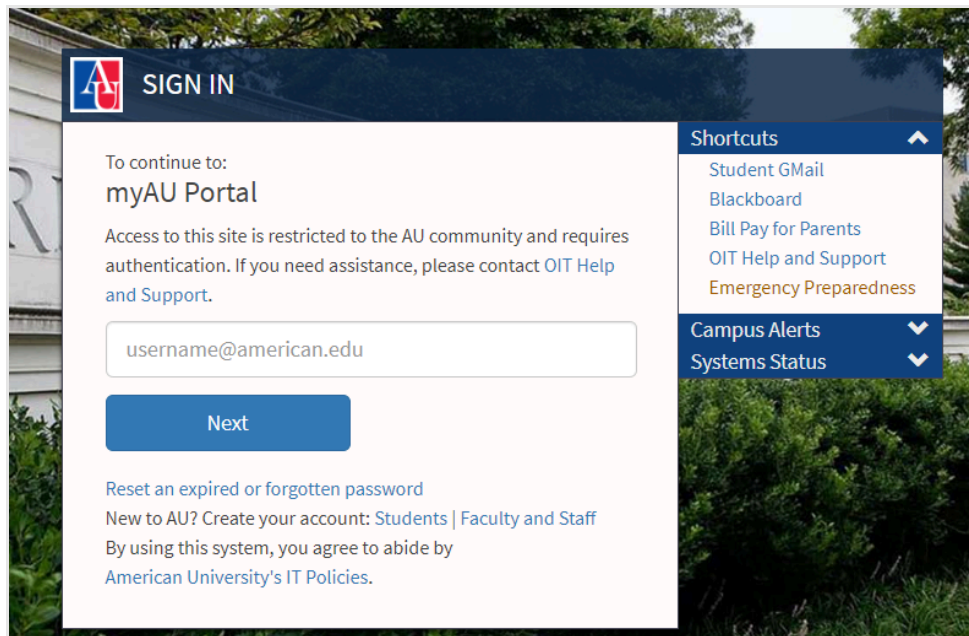 AU
SIGN IN
To continue to:
myAU Portal
Access to this site is restricted to the AU community and requires
authentication. If you need assistance, please contact OIT Help
and Support.
username@american.edu
Next
Reset an expired or forgotten password
New to AU? Create your account: Students | Faculty and Staff
By using this system, you agree to abide by
American University's IT Policies.
Shortcuts
Student GMail
Blackboard
Bill Pay for Parents
OIT Help and Support
Emergency Preparedness
Campus Alerts
Systems Status